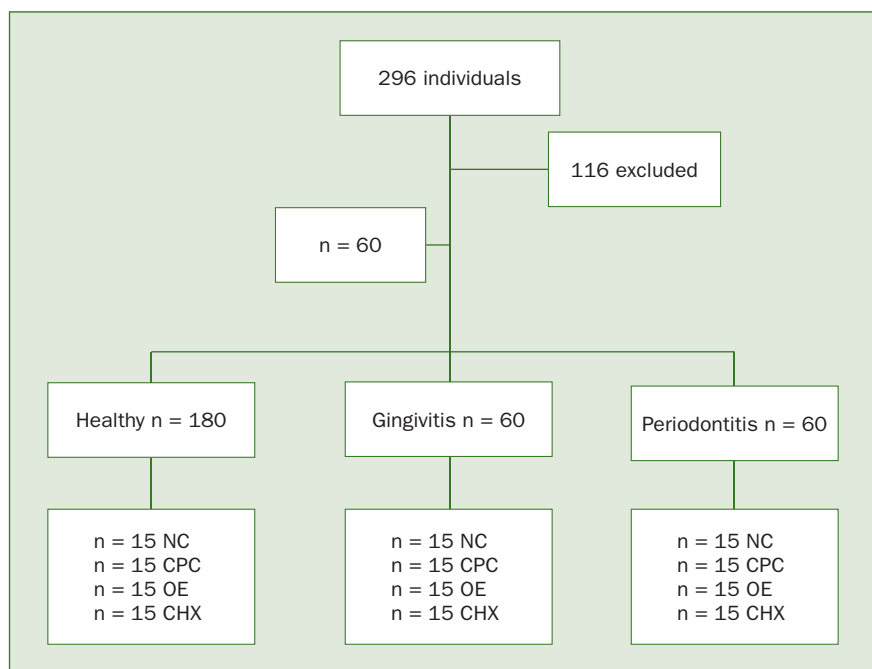 296 individuals
116 excluded
n = 60
Healthy n = 180
Gingivitis n = 60
Periodontitis n = 60
n = 15 NC
n = 15 CPC
n = 15 OE
n = 15 CHX
n = 15 NC
n = 15 CPC
n = 15 OE
n = 15 CHX
n = 15 NC
n = 15 CPC
n = 15 OE
n = 15 CHX